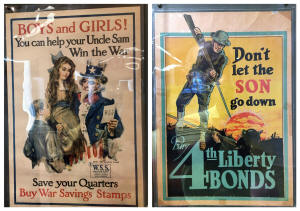 BOYS and GIRLS!
You can help your Uncle Sam
Win the War
W.S.S.
Save your Quarters
Buy War Savings Stamps
Don't
let the
SON
go down
Buy
4th Liberty
BONDS